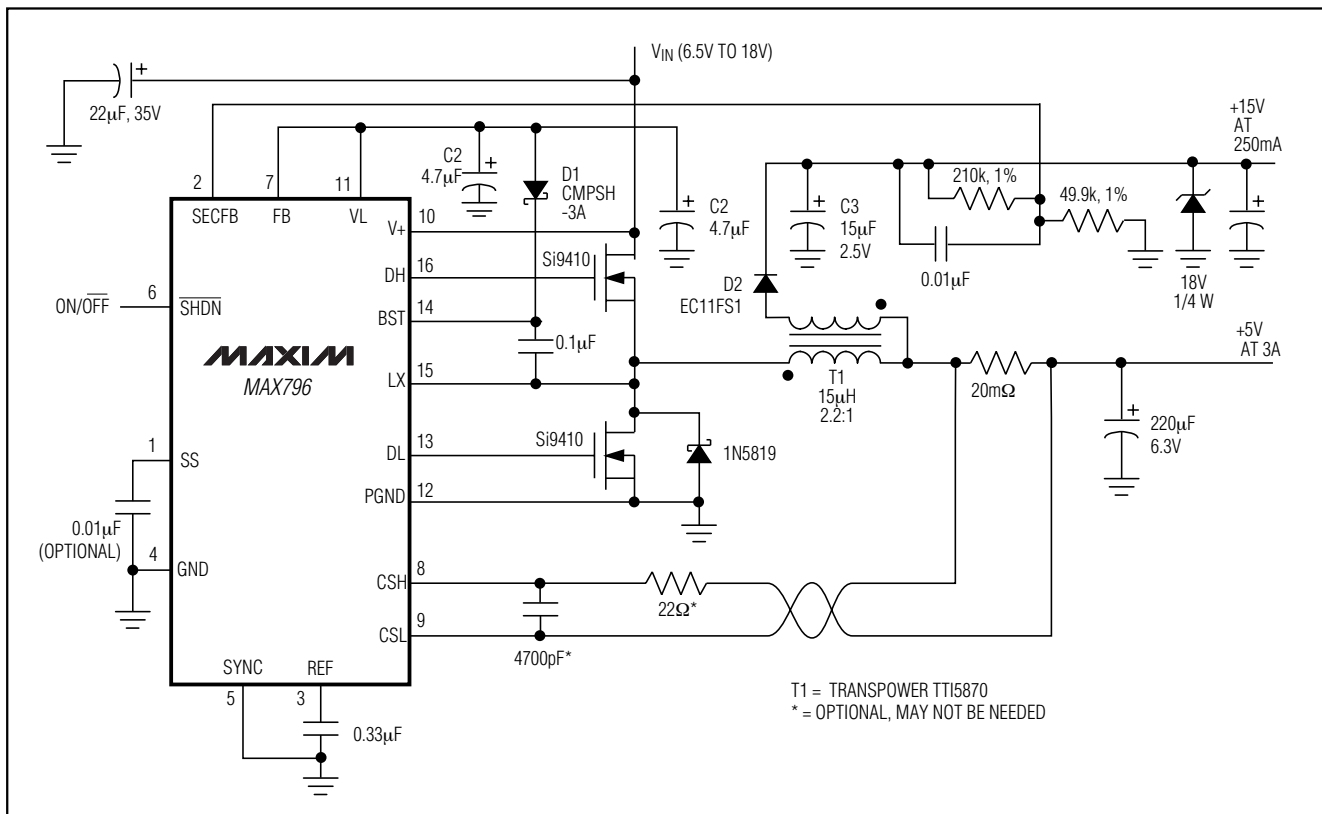 V_IN (6.5V TO 18V)
22µF, 35V
+15V
AT
250mA
C2
4.7µF
D1
CMPSH
-3A
C2
4.7µF
C3
15µF
2.5V
210k, 1%
49.9k, 1%
0.01µF
18V
1/4 W
2
7
11
SECFB
FB
VL
V+
10
DH
16
Si9410
BST
14
0.1µF
LX
15
D2
EC11FS1
ON/OFF
6
SHDN
MAXIM
MAX796
T1
15µH
2.2:1
20mΩ
+5V
AT 3A
220µF
6.3V
1
SS
DL
13
Si9410
1N5819
PGND
12
0.01µF
(OPTIONAL)
4
GND
CSH
8
22Ω*
CSL
9
4700pF*
SYNC
REF
5
3
0.33µF
T1 = TRANSPOWER TTI5870
* = OPTIONAL, MAY NOT BE NEEDED